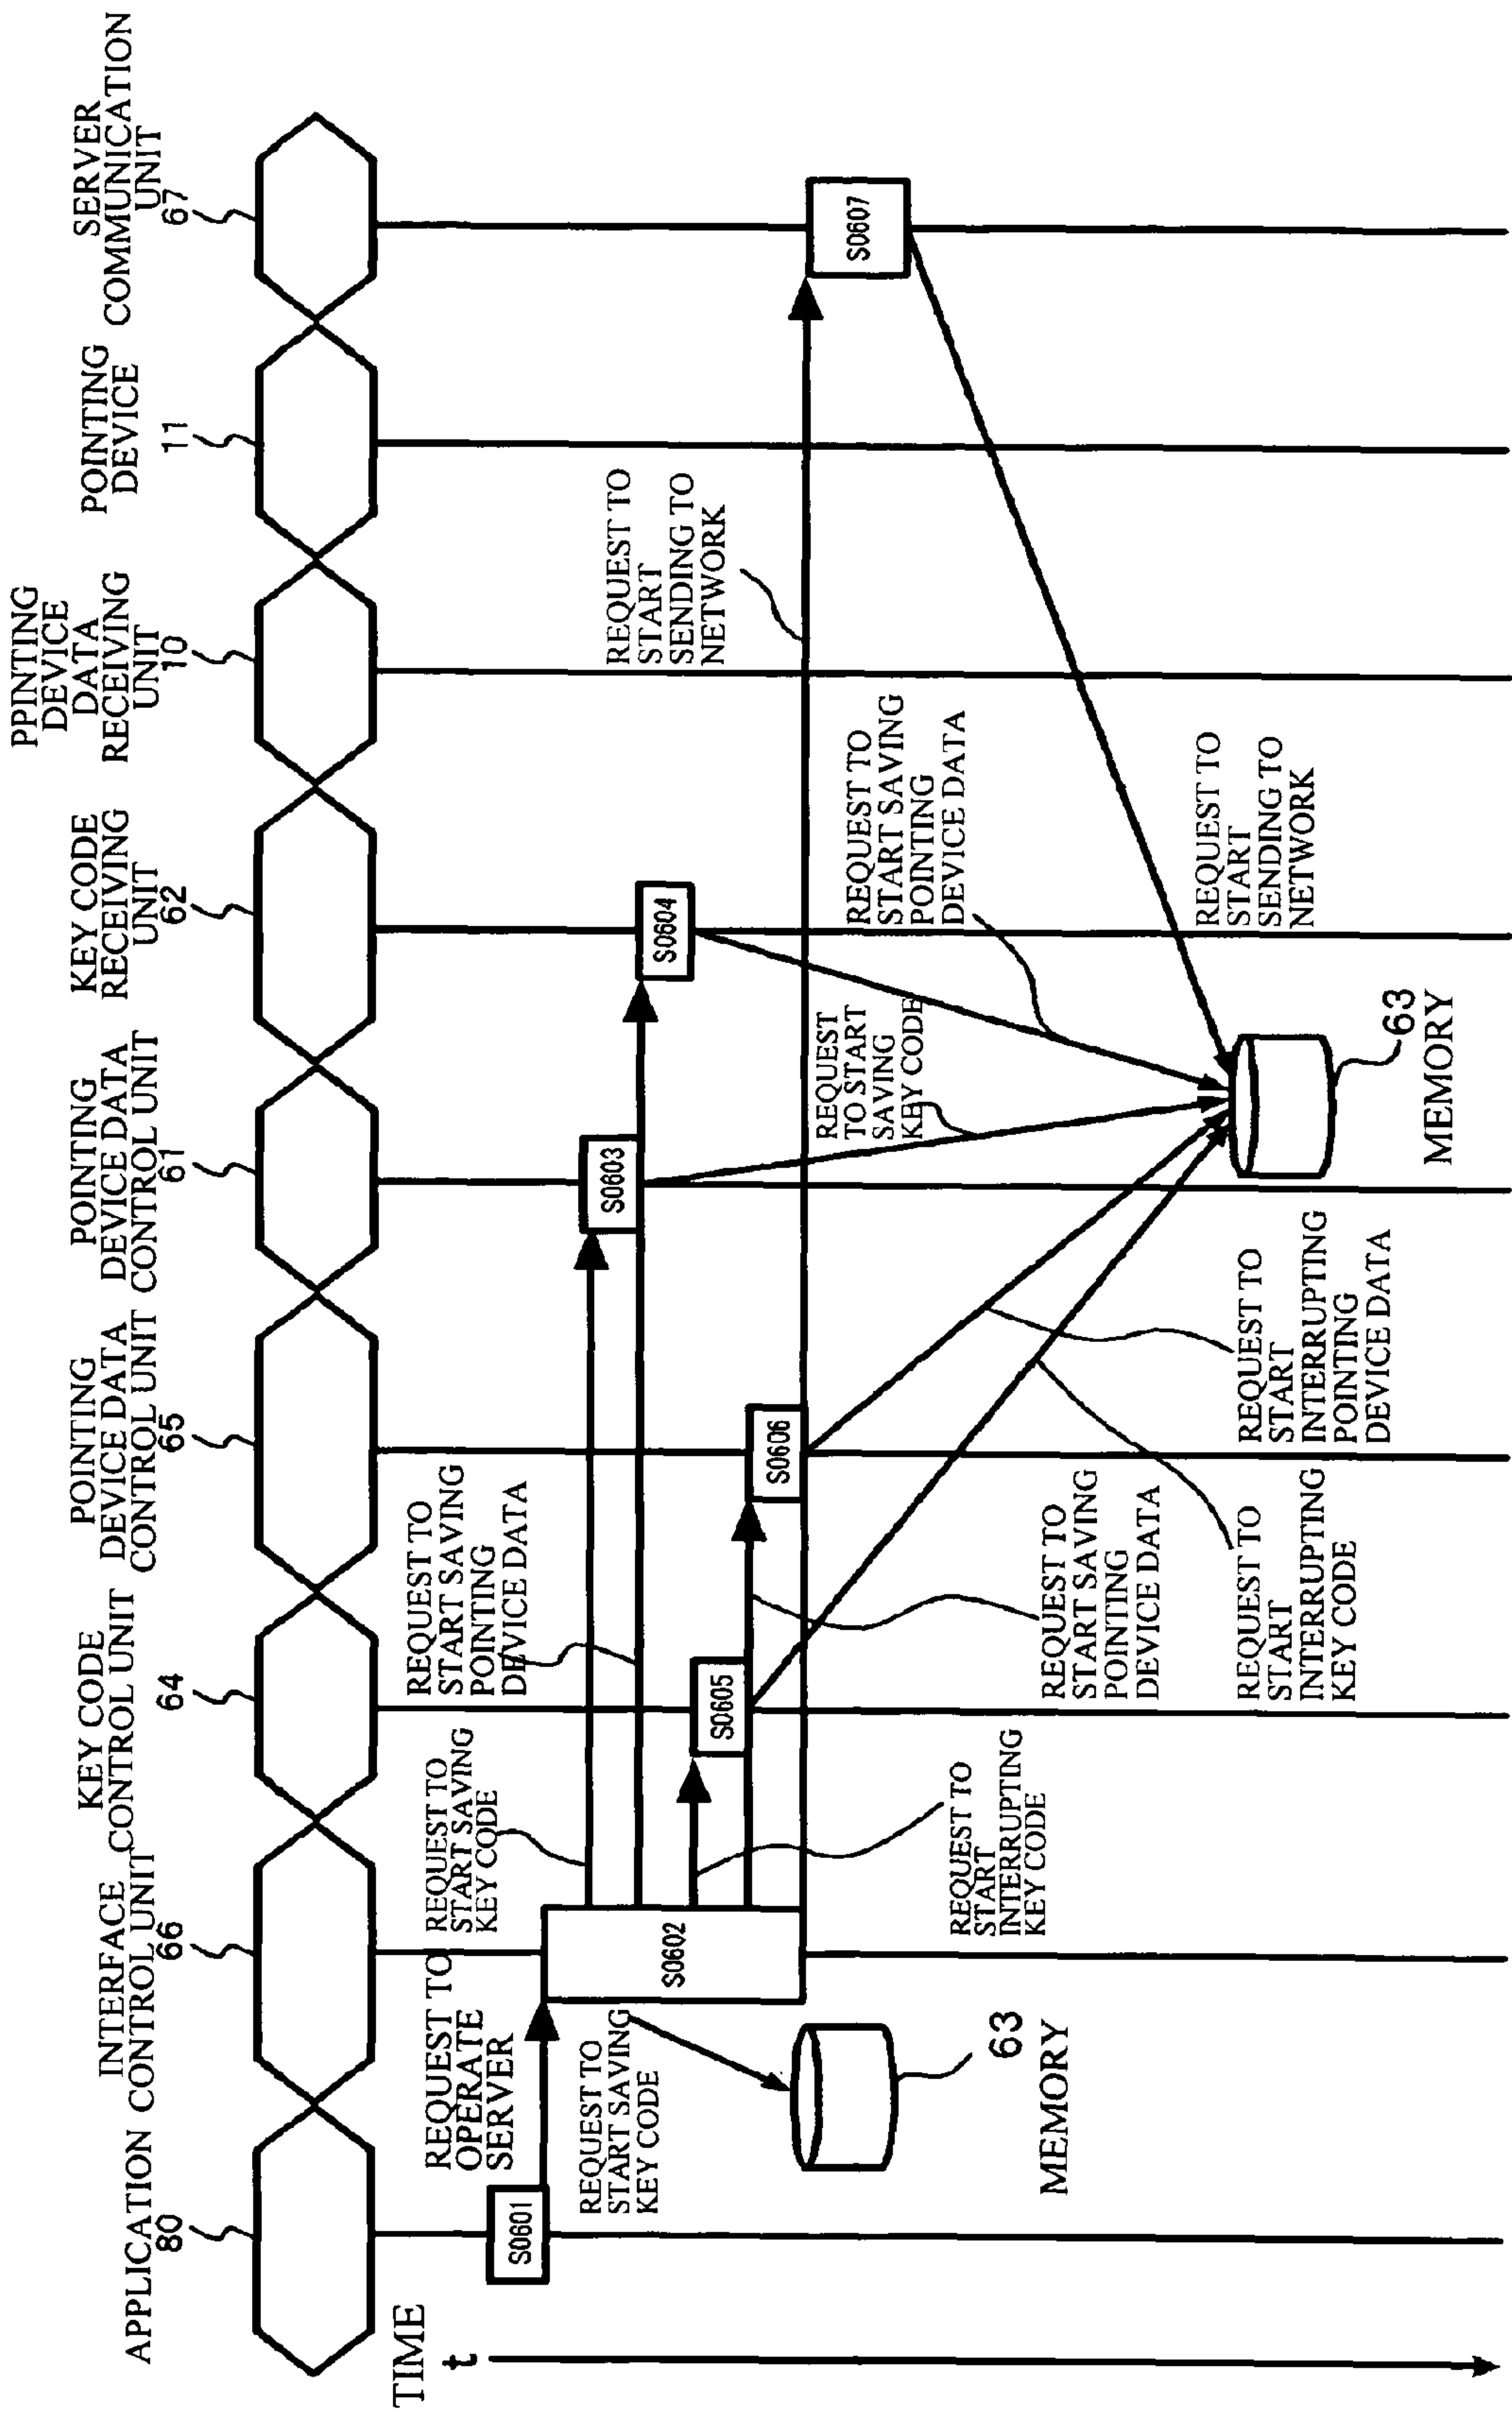 APPLICATION
80
INTERFACE
CONTROL UNIT
66
KEY CODE
CONTROL UNIT
64
POINTING
DEVICE DATA
CONTROL UNIT
65
POINTING
DEVICE DATA
CONTROL UNIT
61
KEY CODE
RECEIVING
UNIT
62
PPINTING
DEVICE
DATA
RECEIVING
UNIT
10
POINTING
DEVICE
11
SERVER
COMMUNICATION
UNIT
67
TIME
t
S0601
REQUEST TO
OPERATE
SERVER
S0602
REQUEST TO
START SAVING
KEY CODE
63
MEMORY
REQUEST TO
START SAVING
KEY CODE
REQUEST TO
START SAVING
POINTING
DEVICE DATA
S0603
S0604
REQUEST TO
START
INTERRUPTING
KEY CODE
S0605
REQUEST TO
START SAVING
POINTING
DEVICE DATA
S0606
REQUEST TO
START
SENDING TO
NETWORK
S0607
REQUEST TO
START
INTERRUPTING
KEY CODE
REQUEST TO
START
INTERRUPTING
POINTING
DEVICE DATA
REQUEST
TO START
SAVING
KEY CODE
REQUEST TO
START SAVING
POINTING
DEVICE DATA
REQUEST TO
START
SENDING TO
NETWORK
63
MEMORY